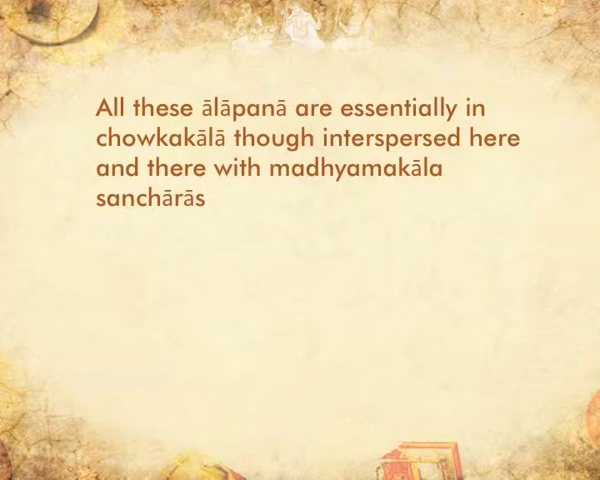 All these ālāpanā are essentially in
chowkakālā though interspersed here
and there with madhyamakāla
sanchārās